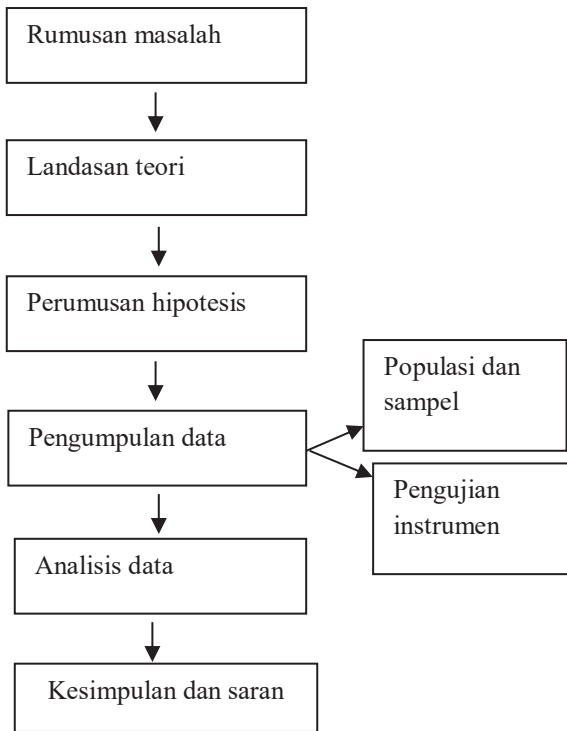 Rumusan masalah
Landasan teori
Perumusan hipotesis
Pengumpulan data
Populasi dan
sampel
Pengujian
instrumen
Analisis data
Kesimpulan dan saran